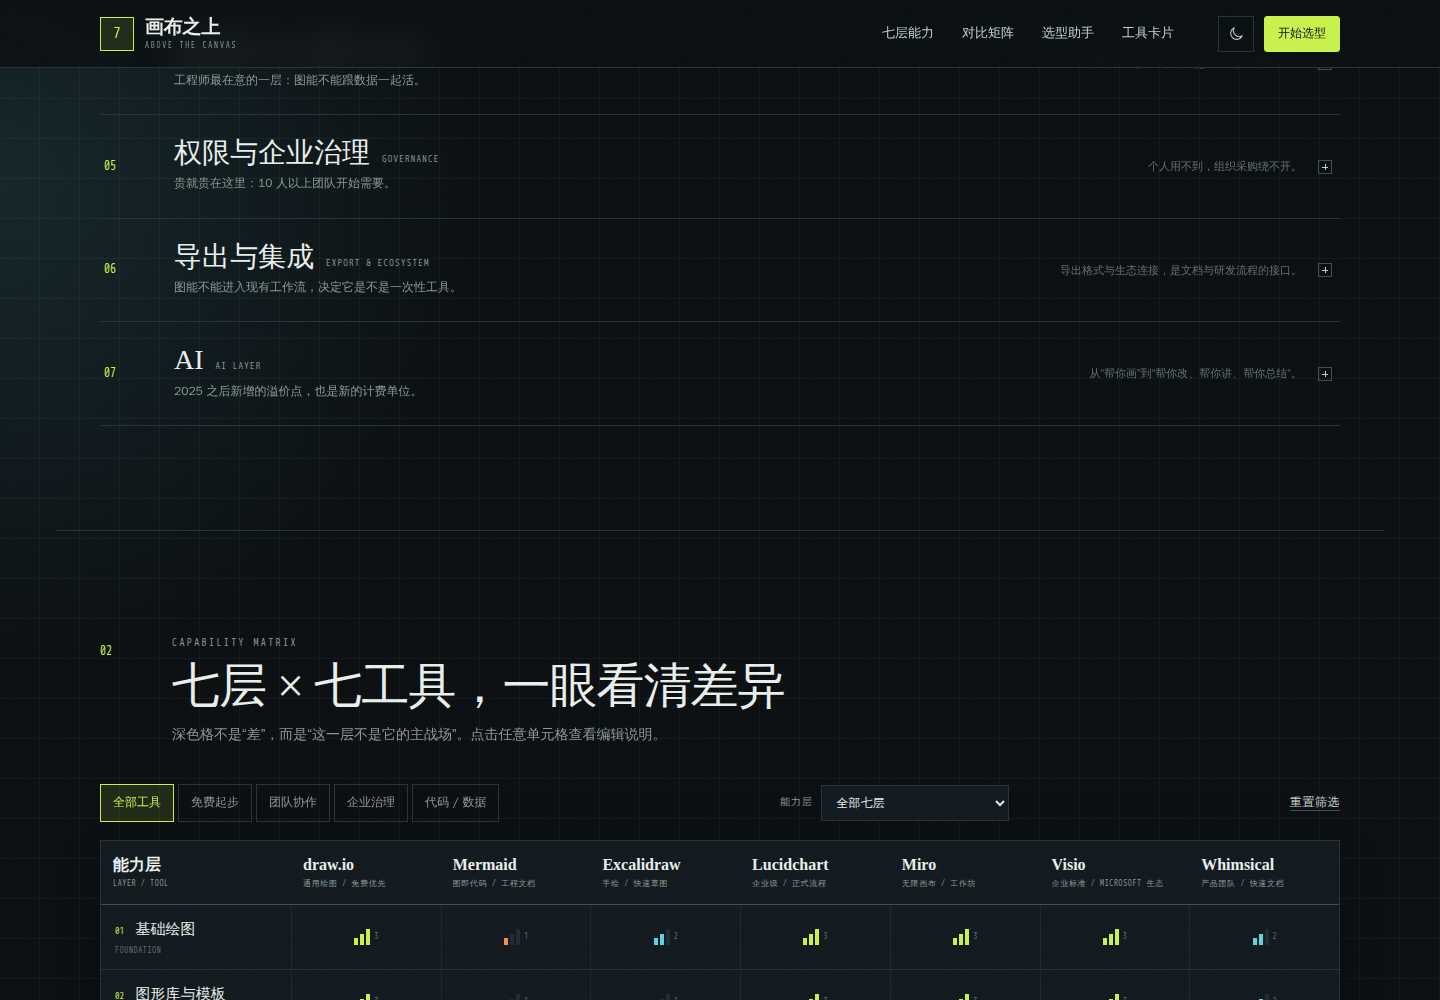 7
画布之上
ABOVE THE CANVAS
七层能力
对比矩阵
选型助手
工具卡片
开始选型
工程师最在意的一层：图能不能跟数据一起活。
05
权限与企业治理 GOVERNANCE
贵就贵在这里：10 人以上团队开始需要。
个人用不到，组织采购绕不开。
06
导出与集成 EXPORT & ECOSYSTEM
图能不能进入现有工作流，决定它是不是一次性工具。
导出格式与生态连接，是文档与研发流程的接口。
07
AI AI LAYER
2025 之后新增的溢价点，也是新的计费单位。
从“帮你画”到“帮你改、帮你讲、帮你总结”。
02
CAPABILITY MATRIX
七层 × 七工具，一眼看清差异
深色格不是“差”，而是“这一层不是它的主战场”。点击任意单元格查看编辑说明。
全部工具
免费起步
团队协作
企业治理
代码 / 数据
能力层
全部七层
重置筛选
能力层
LAYER / TOOL
draw.io
通用绘图 / 免费优先
Mermaid
图即代码 / 工程文档
Excalidraw
手绘 / 快速草图
Lucidchart
企业级 / 正式流程
Miro
无限画布 / 工作坊
Visio
企业标准 / MICROSOFT 生态
Whimsical
产品团队 / 快速文档
01 基础绘图
FOUNDATION
3
1
2
3
3
3
2
02 图形库与模板